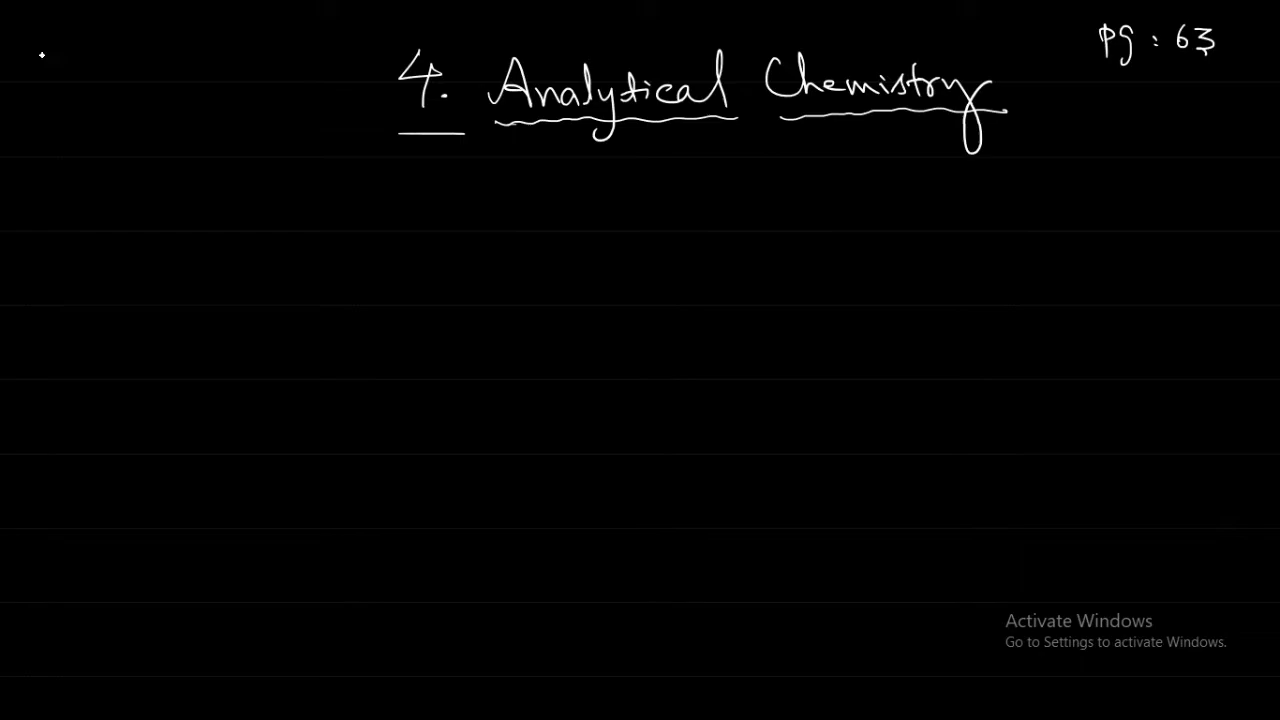 pg : 63
4. Analytical Chemistry
Activate Windows
Go to Settings to activate Windows.